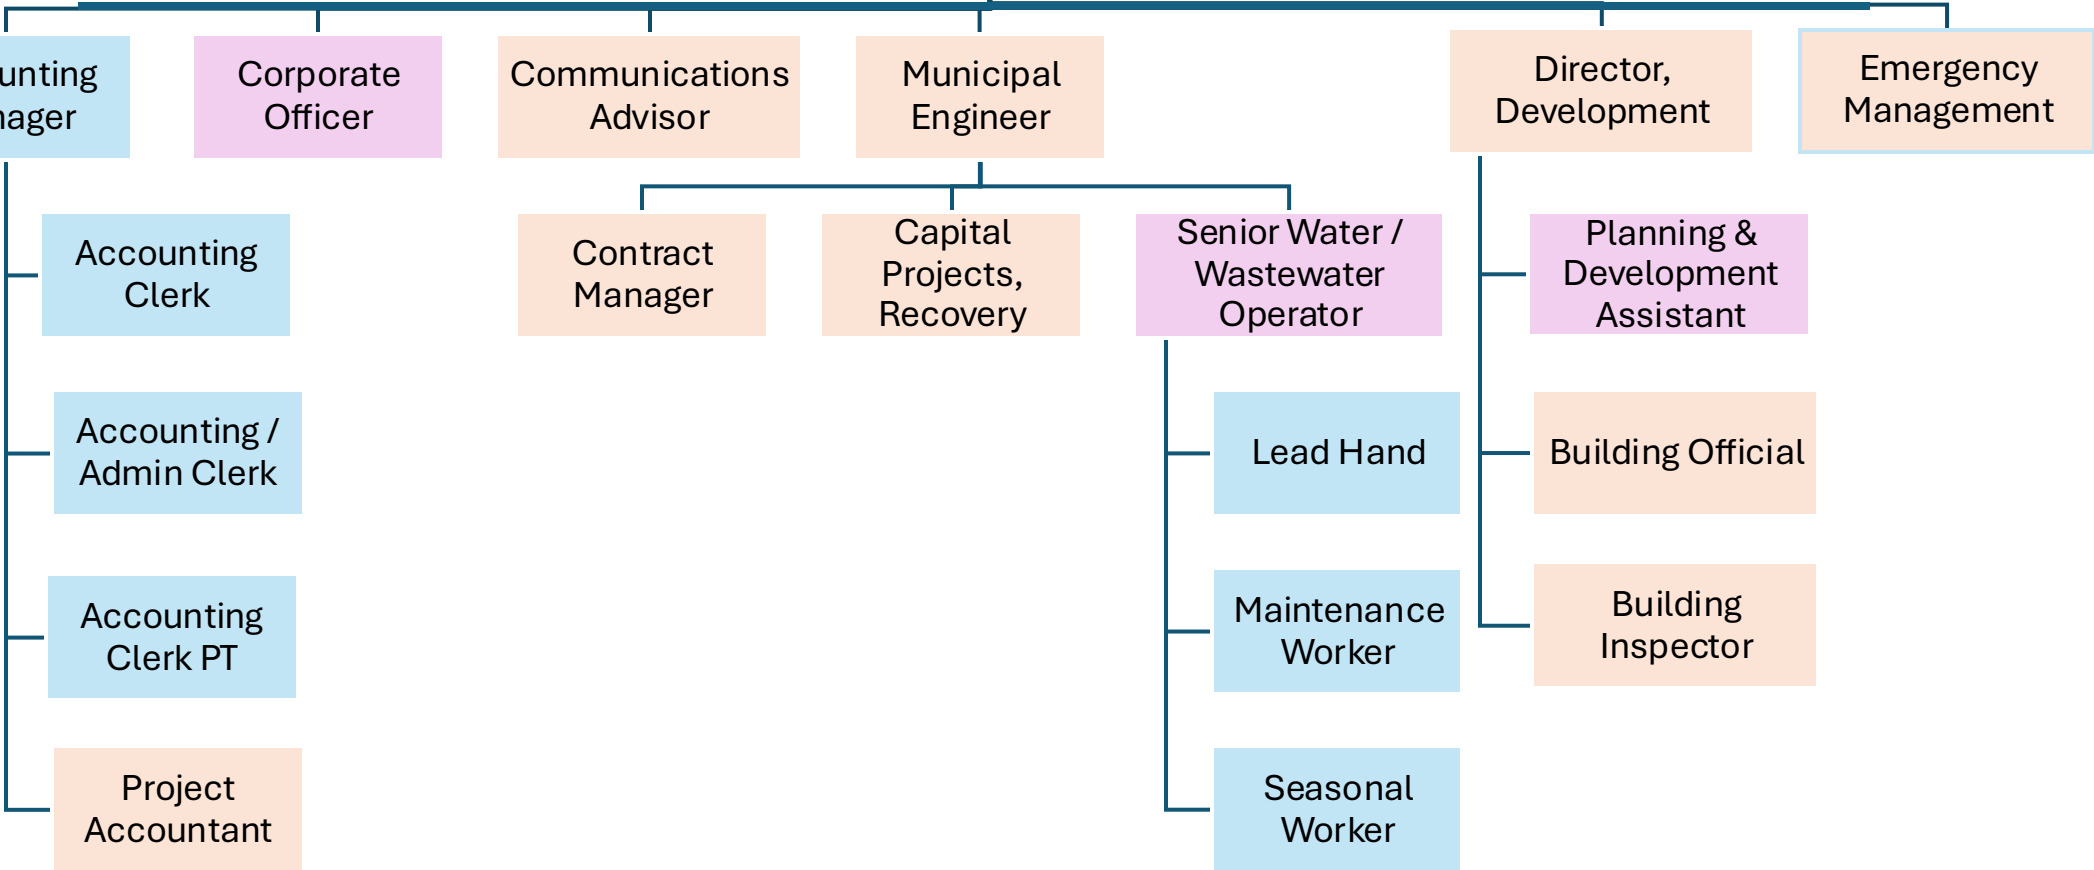 Corporate
Officer
Communications
Advisor
Municipal
Engineer
Director,
Development
Emergency
Management
Accounting
Clerk
Contract
Manager
Capital
Projects,
Recovery
Senior Water /
Wastewater
Operator
Planning &
Development
Assistant
Accounting /
Admin Clerk
Lead Hand
Building Official
Accounting
Clerk PT
Maintenance
Worker
Building
Inspector
Project
Accountant
Seasonal
Worker